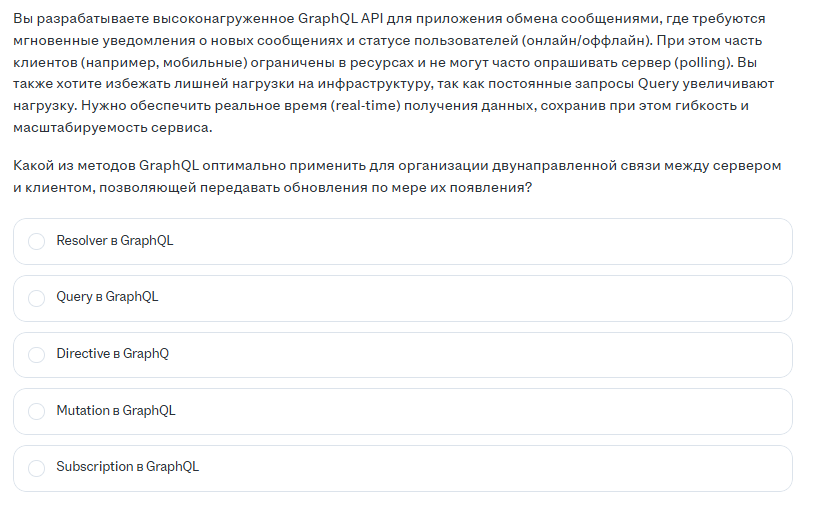 Вы разрабатываете высоконагруженное GraphQL API для приложения обмена сообщениями, где требуются
мгновенные уведомления о новых сообщениях и статусе пользователей (онлайн/оффлайн). При этом часть
клиентов (например, мобильные) ограничены в ресурсах и не могут часто опрашивать сервер (polling). Вы
также хотите избежать лишней нагрузки на инфраструктуру, так как постоянные запросы Query увеличивают
нагрузку. Нужно обеспечить реальное время (real-time) получения данных, сохранив при этом гибкость и
масштабируемость сервиса.
Какой из методов GraphQL оптимально применить для организации двунаправленной связи между сервером
и клиентом, позволяющей передавать обновления по мере их появления?
Resolver в GraphQL
Query в GraphQL
Directive в GraphQ
Mutation в GraphQL
Subscription в GraphQL